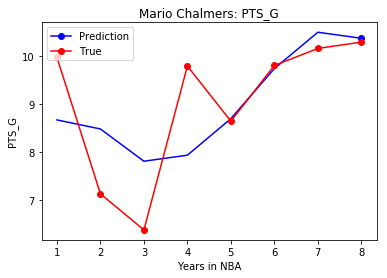 Mario Chalmers: PTS_G
Prediction
True
10
9
8
7
PTS_G
1 2 3 4 5 6 7 8
Years in NBA